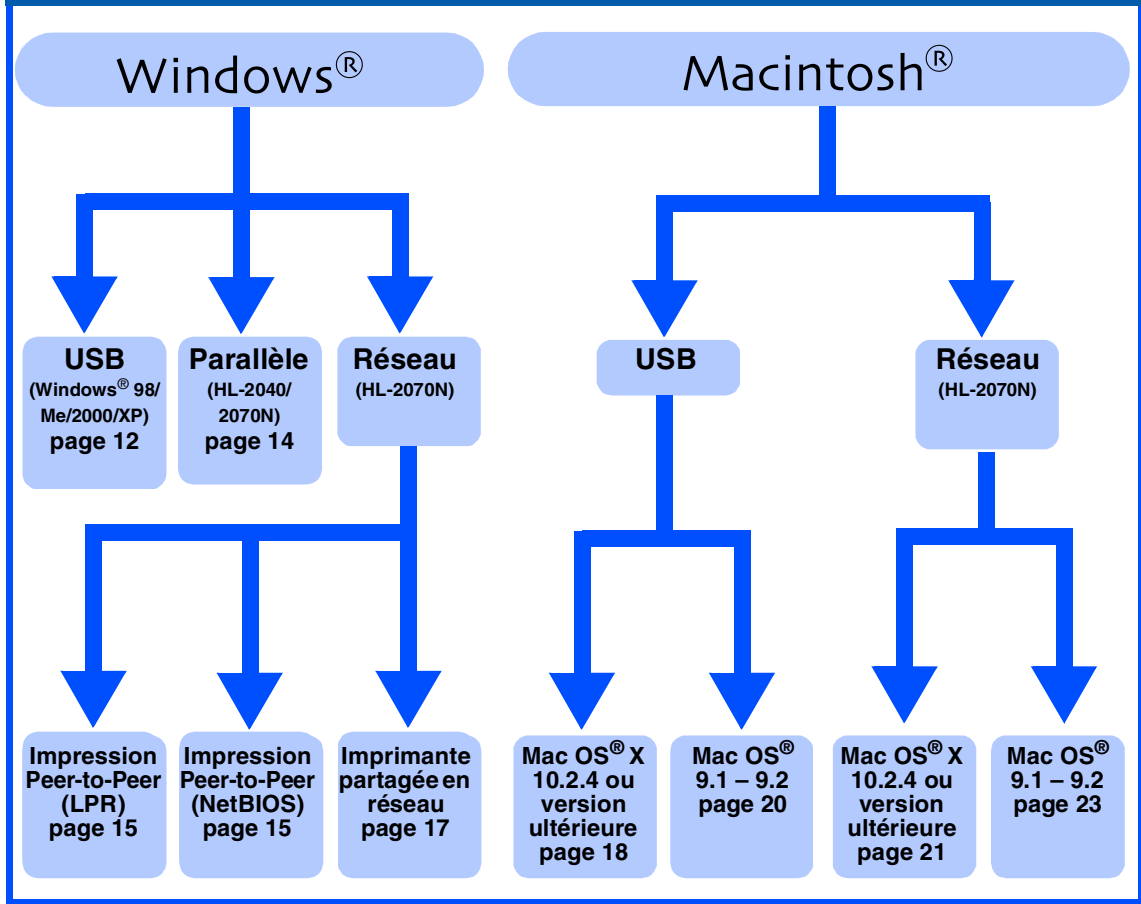 Windows®
Macintosh®
USB
(Windows® 98/
Me/2000/XP)
page 12
Parallèle
(HL-2040/
2070N)
page 14
Réseau
(HL-2070N)
USB
Réseau
(HL-2070N)
Impression
Peer-to-Peer
(LPR)
page 15
Impression
Peer-to-Peer
(NetBIOS)
page 15
Imprimante
partagée en
réseau
page 17
Mac OS® X
10.2.4 ou
version
ultérieure
page 18
Mac OS®
9.1 – 9.2
page 20
Mac OS® X
10.2.4 ou
version
ultérieure
page 21
Mac OS®
9.1 – 9.2
page 23